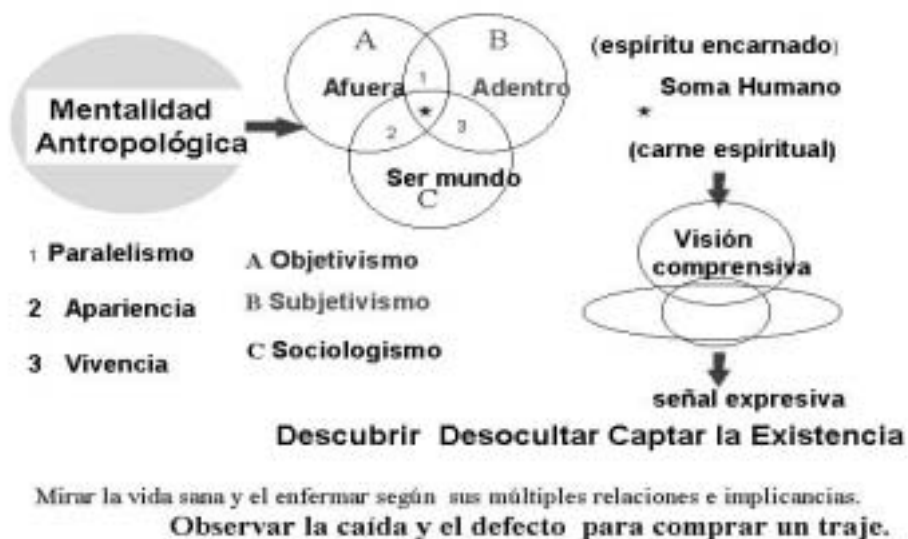 Mentalidad
Antropológica
A
B
Afuera
1
Adentro
*
2
3
Ser mundo
C
(espíritu encarnado)
Soma Humano
*
(carne espiritual)
Visión
comprensiva
señal expresiva
1 Paralelismo
2 Apariencia
3 Vivencia
A Objetivismo
B Subjetivismo
C Sociologismo
Descubrir Desocultar Captar la Existencia
Mirar la vida sana y el enfermar según sus múltiples relaciones e implicancias.
Observar la caída y el defecto para comprar un traje.